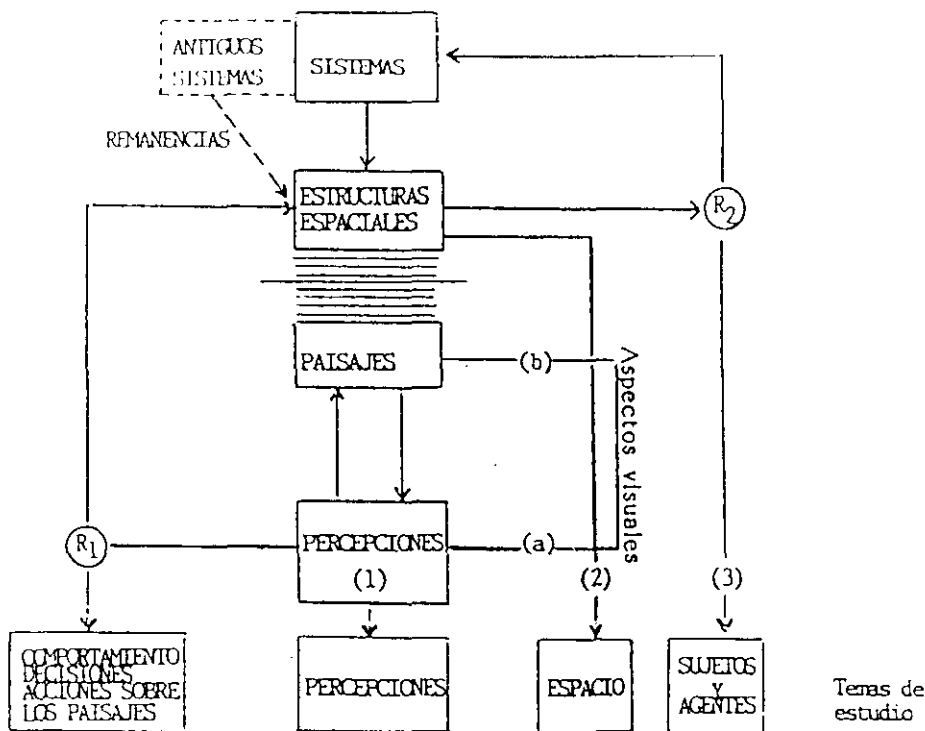 ANTIGUOS
SISTEMAS
SISTEMAS
REMANENCIAS
ESTRUCTURAS
ESPACIALES
R2
PAISAJES
(b)
Aspectos visuales
R1
PERCEPCIONES
(a)
(1)
(2)
(3)
COMPORTAMIENTO
DECISIONES
ACCIONES SOBRE
LOS PAISAJES
PERCEPCIONES
ESPACIO
SUJETOS
Y
AGENTES
Temas de
estudio